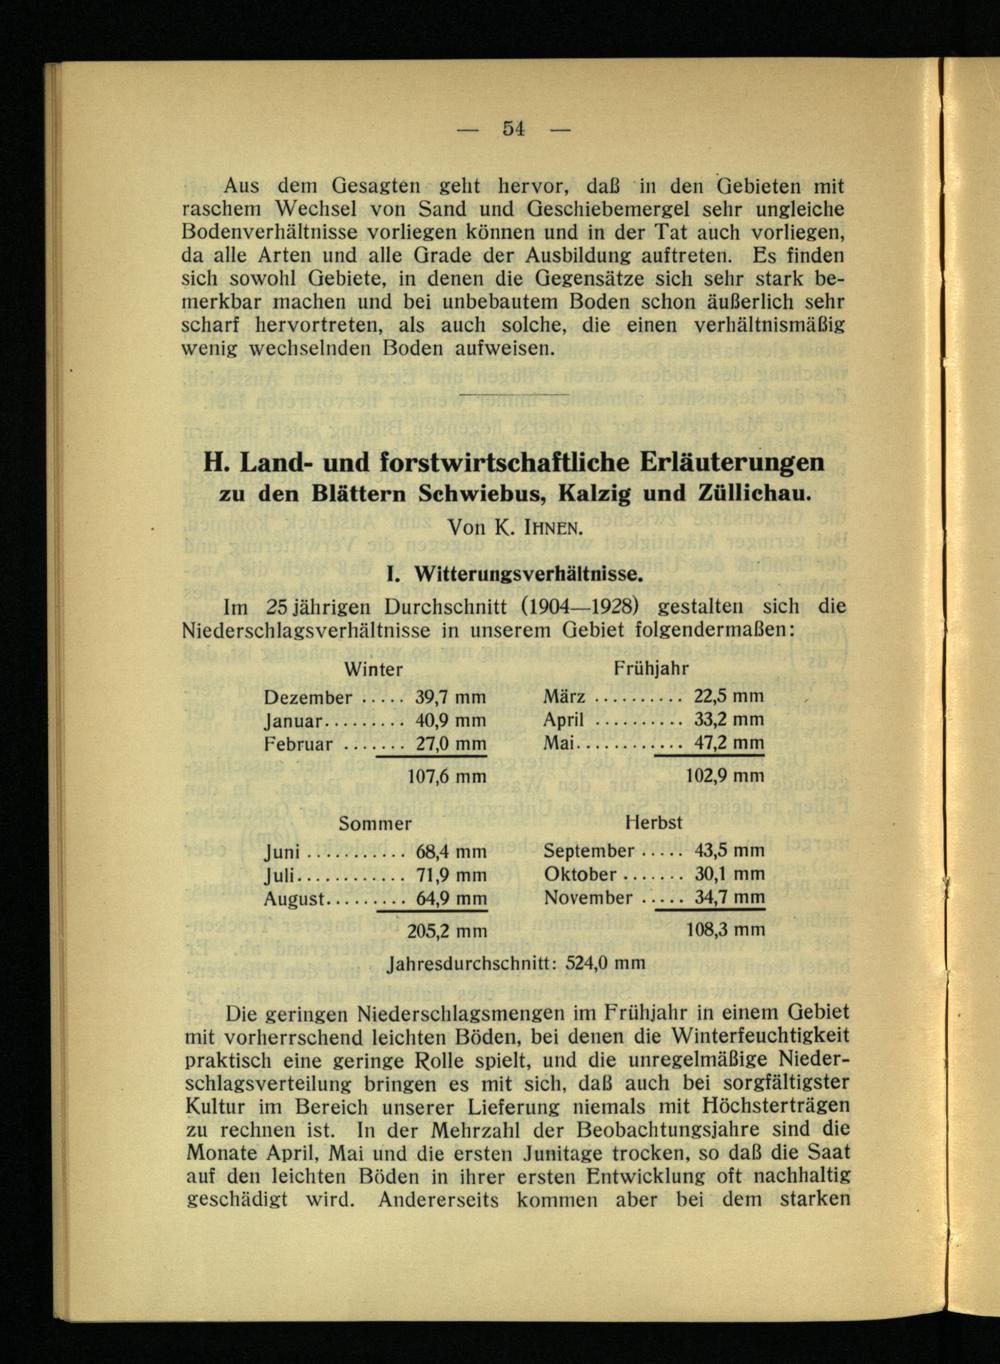 — 54 —
Aus dem Gesagten geht hervor, daß in den Gebieten mit
raschem Wechsel von Sand und Geschiebemergel sehr ungleiche
Bodenverhältnisse vorliegen können und in der Tat auch vorliegen,
da alle Arten und alle Grade der Ausbildung auftreten. Es finden
sich sowohl Gebiete, in denen die Gegensätze sich sehr stark be-
merkbar machen und bei unbebautem Boden schon äußerlich sehr
scharf hervortreten, als auch solche, die einen verhältnismäßig
wenig wechselnden Boden aufweisen.
H. Land- und forstwirtschaftliche Erläuterungen
zu den Blättern Schwiebus, Kalzig und Züllichau.
Von K. IHNEN.
I. Witterungsverhältnisse.
Im 25jährigen Durchschnitt (1904—1928) gestalten sich die
Niederschlagsverhältnisse in unserem Gebiet folgendermaßen:
Winter
Dezember ..... 39,7 mm
Januar......... 40,9 mm
Februar ....... 27,0 mm
107,6 mm
Frühjahr
März .......... 22,5 mm
April .......... 33,2 mm
Mai............ 47,2 mm
102,9 mm
Sommer
Juni ........... 68,4 mm
Juli............ 71,9 mm
August......... 64,9 mm
205,2 mm
Herbst
September ..... 43,5 mm
Oktober ....... 30,1 mm
November ..... 34,7 mm
108,3 mm
Jahresdurchschnitt: 524,0 mm
Die geringen Niederschlagsmengen im Frühjahr in einem Gebiet
mit vorherrschend leichten Böden, bei denen die Winterfeuchtigkeit
praktisch eine geringe Rolle spielt, und die unregelmäßige Nieder-
schlagsverteilung bringen es mit sich, daß auch bei sorgfältigster
Kultur im Bereich unserer Lieferung niemals mit Höchsterträgen
zu rechnen ist. In der Mehrzahl der Beobachtungsjahre sind die
Monate April, Mai und die ersten Junitage trocken, so daß die Saat
auf den leichten Böden in ihrer ersten Entwicklung oft nachhaltig
geschädigt wird. Andererseits kommen aber bei dem starken